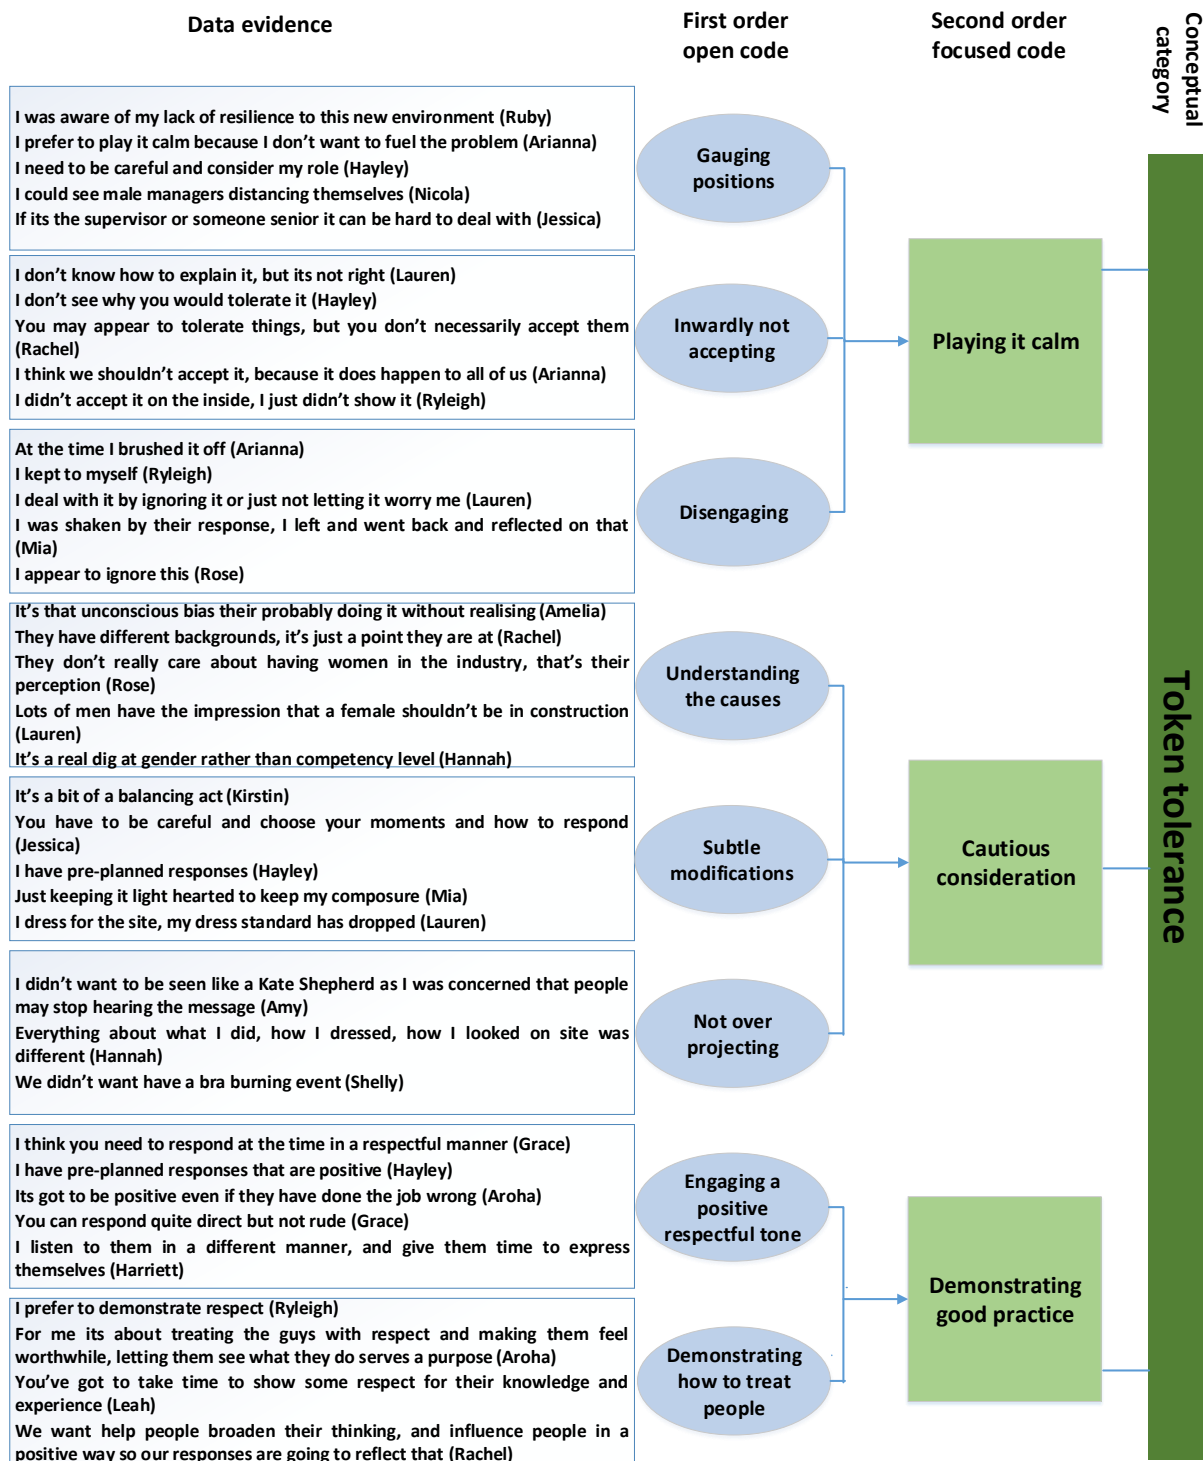 Data evidence
First order
open code
Second order
focused code
Conceptual
category
I was aware of my lack of resilience to this new environment (Ruby)
I prefer to play it calm because I don't want to fuel the problem (Arianna)
I need to be careful and consider my role (Hayley)
I could see male managers distancing themselves (Nicola)
If its the supervisor or someone senior it can be hard to deal with (Jessica)
Gauging
positions
I don't know how to explain it, but its not right (Lauren)
I don't see why you would tolerate it (Hayley)
You may appear to tolerate things, but you don't necessarily accept them
(Rachel)
I think we shouldn't accept it, because it does happen to all of us (Arianna)
I didn't accept it on the inside, I just didn't show it (Ryleigh)
Inwardly not
accepting
Playing it calm
At the time I brushed it off (Arianna)
I kept to myself (Ryleigh)
I deal with it by ignoring it or just not letting it worry me (Lauren)
I was shaken by their response, I left and went back and reflected on that
(Mia)
I appear to ignore this (Rose)
Disengaging
It's that unconscious bias their probably doing it without realising (Amelia)
They have different backgrounds, it's just a point they are at (Rachel)
They don't really care about having women in the industry, that's their
perception (Rose)
Lots of men have the impression that a female shouldn't be in construction
(Lauren)
It's a real dig at gender rather than competency level (Hannah)
Understanding
the causes
It's a bit of a balancing act (Kirstin)
You have to be careful and choose your moments and how to respond
(Jessica)
I have pre-planned responses (Hayley)
Just keeping it light hearted to keep my composure (Mia)
I dress for the site, my dress standard has dropped (Lauren)
Subtle
modifications
Cautious
consideration
Token tolerance
I didn't want to be seen like a Kate Shepherd as I was concerned that people
may stop hearing the message (Amy)
Everything about what I did, how I dressed, how I looked on site was
different (Hannah)
We didn't want have a bra burning event (Shelly)
Not over
projecting
I think you need to respond at the time in a respectful manner (Grace)
I have pre-planned responses that are positive (Hayley)
Its got to be positive even if they have done the job wrong (Aroha)
You can respond quite direct but not rude (Grace)
I listen to them in a different manner, and give them time to express
themselves (Harriett)
Engaging a
positive
respectful tone
Demonstrating
good practice
I prefer to demonstrate respect (Ryleigh)
For me its about treating the guys with respect and making them feel
worthwhile, letting them see what they do serves a purpose (Aroha)
You've got to take time to show some respect for their knowledge and
experience (Leah)
We want help people broaden their thinking, and influence people in a
positive way so our responses are going to reflect that (Rachel)
Demonstrating
how to treat
people